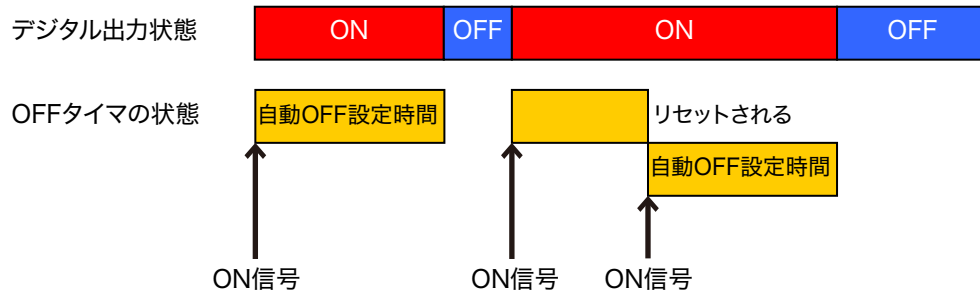 デジタル出力状態 ON OFF ON OFF
OFFタイマの状態 自動OFF設定時間 リセットされる
自動OFF設定時間
ON信号 ON信号 ON信号